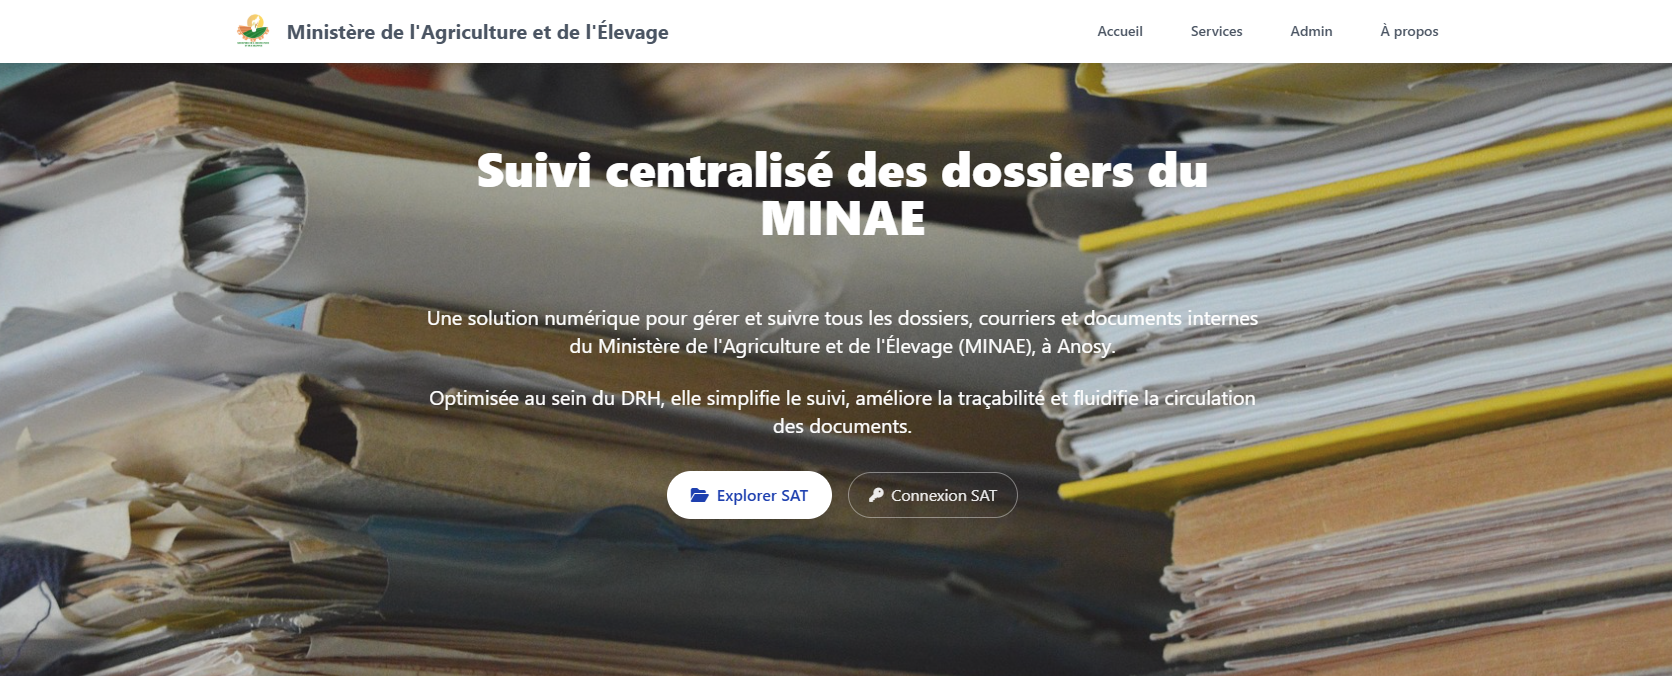 Ministère de l'Agriculture et de l'Élevage
Accueil
Services
Admin
À propos
Suivi centralisé des dossiers du
MINAE
Une solution numérique pour gérer et suivre tous les dossiers, courriers et documents internes
du Ministère de l'Agriculture et de l'Élevage (MINAE), à Anosy.
Optimisée au sein du DRH, elle simplifie le suivi, améliore la traçabilité et fluidifie la circulation
des documents.
Explorer SAT
Connexion SAT